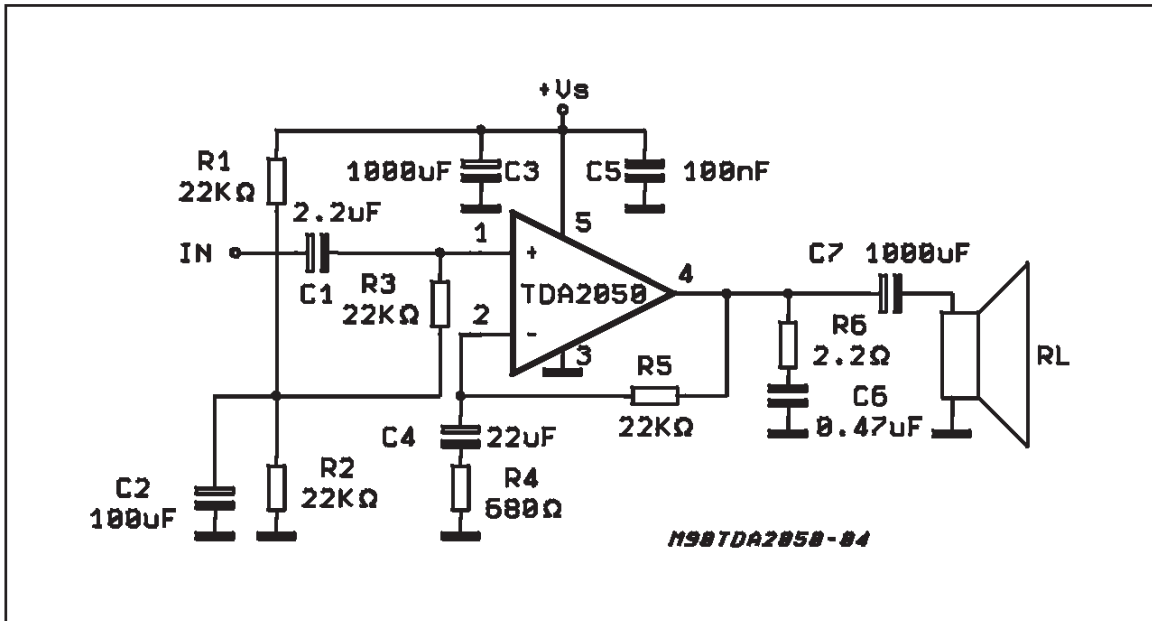 +Vs
R1
22KΩ
1000uF
C3
C5
100nF
2.2uF
5
IN
1
+
C7
1000uF
C1
R3
22KΩ
TDA2050
4
2
-
3
R6
2.2Ω
RL
R5
22KΩ
C6
0.47uF
C4
22uF
R4
680Ω
R2
22KΩ
C2
100uF
M90TDA2050-04